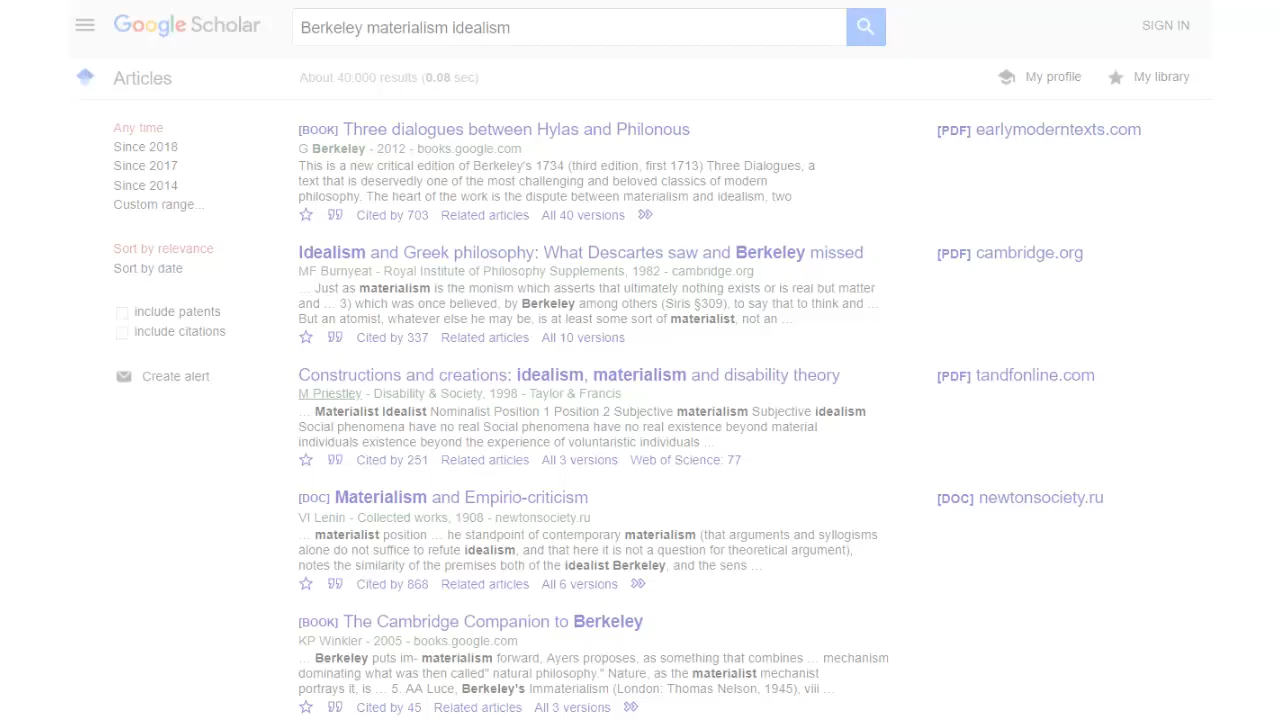 Google Scholar
Berkeley materialism idealism
SIGN IN
Articles
About 40,000 results (0.08 sec)
My profile
My library
Any time
Since 2018
Since 2017
Since 2014
Custom range...
Sort by relevance
Sort by date
include patents
include citations
Create alert
[BOOK] Three dialogues between Hylas and Philonous
G Berkeley - 2012 - books.google.com
This is a new critical edition of Berkeley's 1734 (third edition, first 1713) Three Dialogues, a
text that is deservedly one of the most challenging and beloved classics of modern
philosophy. The heart of the work is the dispute between materialism and idealism, two
Cited by 703 Related articles All 40 versions
[PDF] earlymoderntexts.com
Idealism and Greek philosophy: What Descartes saw and Berkeley missed
MF Burnyeat - Royal Institute of Philosophy Supplements, 1982 - cambridge.org
… Just as materialism is the monism which asserts that ultimately nothing exists or is real but matter
and … 3) which was once believed, by Berkeley among others (Siris §309), to say that to think and …
But an atomist, whatever else he may be, is at least some sort of materialist, not an …
Cited by 337 Related articles All 10 versions
[PDF] cambridge.org
Constructions and creations: idealism, materialism and disability theory
M Priestley - Disability & Society, 1998 - Taylor & Francis
… Materialist Idealist Nominalist Position 1 Position 2 Subjective materialism Subjective idealism
Social phenomena have no real Social phenomena have no real existence beyond material
individuals existence beyond the experience of voluntaristic individuals …
Cited by 251 Related articles All 3 versions Web of Science: 77
[PDF] tandfonline.com
[DOC] Materialism and Empirio-criticism
VI Lenin - Collected works, 1908 - newtonsociety.ru
… materialist position … he standpoint of contemporary materialism (that arguments and syllogisms
alone do not suffice to refute idealism, and that here it is not a question for theoretical argument),
notes the similarity of the premises both of the idealist Berkeley, and the sens …
Cited by 868 Related articles All 6 versions
[DOC] newtonsociety.ru
[BOOK] The Cambridge Companion to Berkeley
KP Winkler - 2005 - books.google.com
… Berkeley puts im- materialism forward, Ayers proposes, as something that combines … mechanism
dominating what was then called" natural philosophy." Nature, as the materialist mechanist
portrays it, is … 5. AA Luce, Berkeley's Immaterialism (London: Thomas Nelson, 1945), viii …
Cited by 45 Related articles All 3 versions